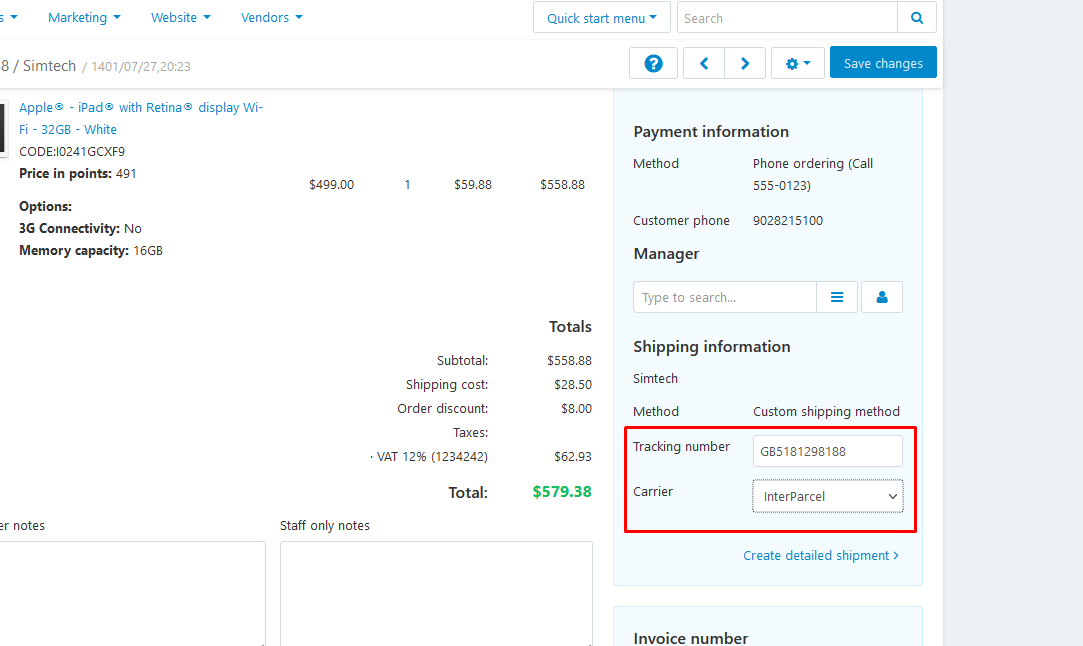 s
Marketing
Website
Vendors
Quick start menu
Search
8 / Simtech / 1401/07/27,20:23
Save changes
Apple® - iPad® with Retina® display Wi-
Fi - 32GB - White
CODE:I0241GCXF9
Price in points: 491
$499.00 1 $59.88 $558.88
Options:
3G Connectivity: No
Memory capacity: 16GB
Totals
Subtotal: $558.88
Shipping cost: $28.50
Order discount: $8.00
Taxes:
· VAT 12% (1234242) $62.93
Total: $579.38
er notes
Staff only notes
Payment information
Method Phone ordering (Call
555-0123)
Customer phone 9028215100
Manager
Type to search...
Shipping information
Simtech
Method Custom shipping method
Tracking number GB5181298188
Carrier InterParcel
Create detailed shipment
Invoice number